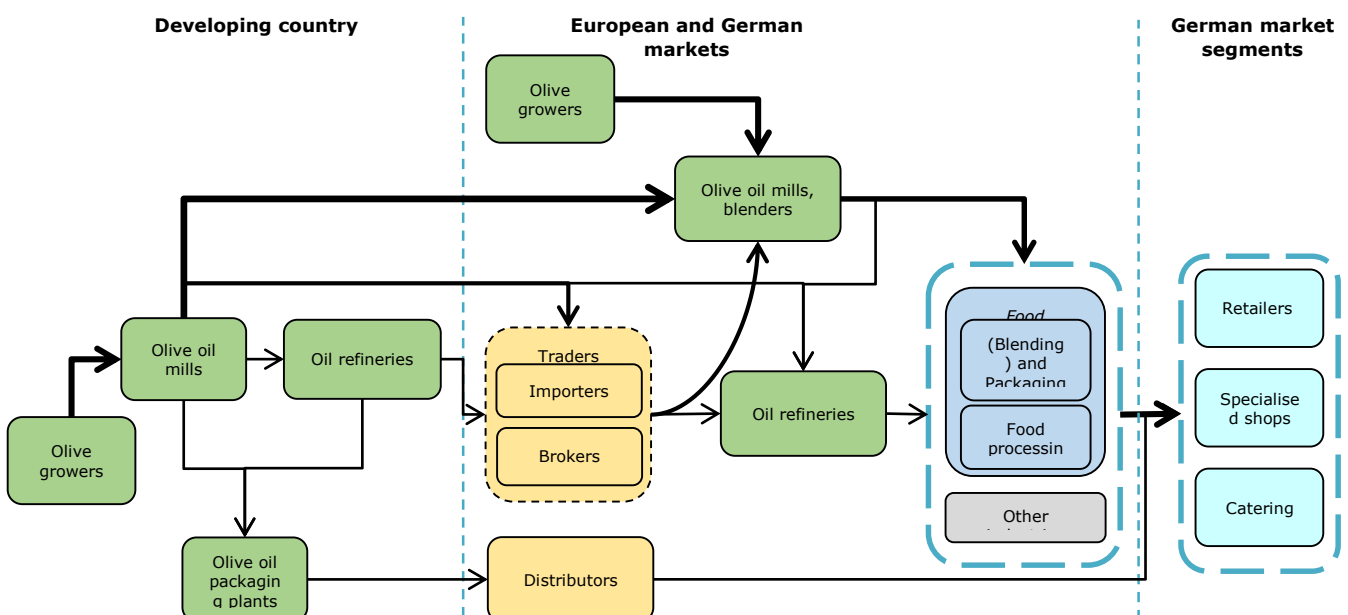 Developing country
European and German
markets
German market
segments
Olive
growers
Olive oil mills,
blenders
Olive oil
mills
Oil refineries
Olive
growers
Olive oil
packagin
g plants
Traders
Importers
Brokers
Distributors
Oil refineries
Food
(Blending
) and
Packaging
Food
processin
Other
Retailers
Specialise
d shops
Catering